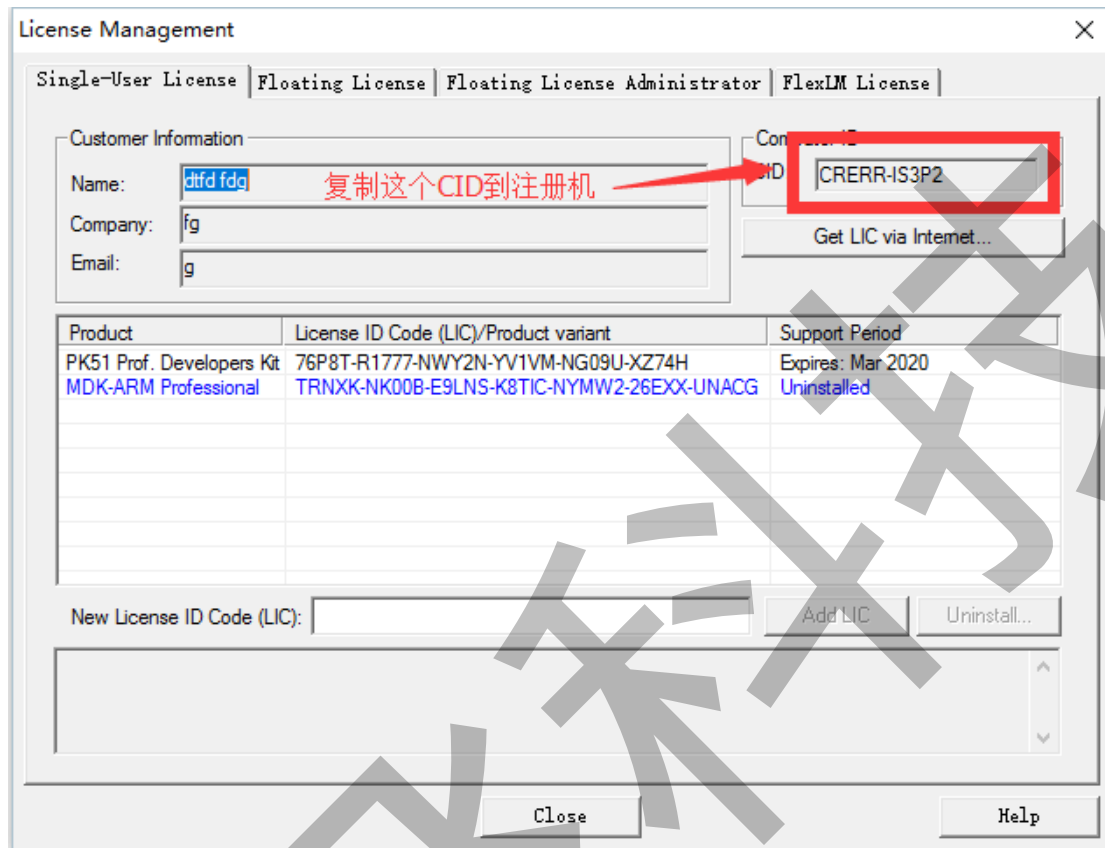 License Management
Single-User License Floating License Floating License Administrator FlexLM License
Customer Information
Name: dtfd fdg
Company: fg
Email: g
复制这个CID到注册机
CRERR-IS3P2
Get LIC via Internet...
Product License ID Code (LIC)/Product variant Support Period
PK51 Prof. Developers Kit 76P8T-R1777-NWY2N-YV1VM-NG09U-XZ74H Expires: Mar 2020
MDK-ARM Professional TRNXK-NK00B-E9LNS-K8TIC-NYMW2-26EXX-UNACG Uninstalled
New License ID Code (LIC): Add LIC Uninstall...
Close Help
科技